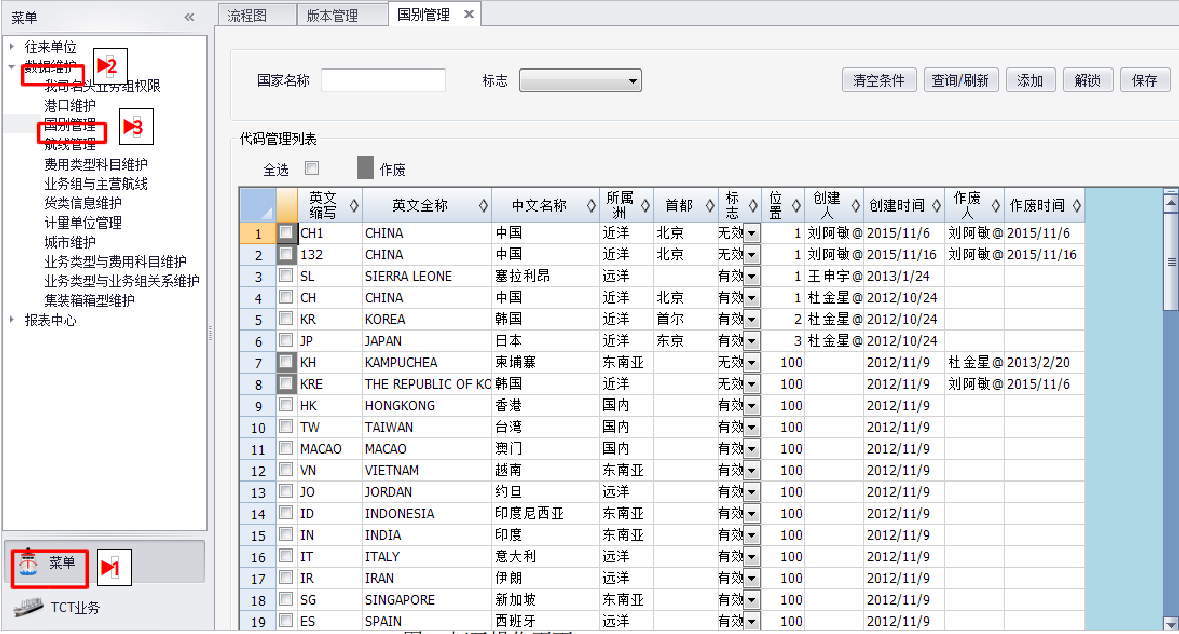 菜单 «
往来单位
数据维护
我司名头业务组权限
港口维护
国别管理
航线管理
费用类型科目维护
业务组与主营航线
货类信息维护
计量单位管理
城市维护
业务类型与费用科目维护
业务类型与业务组关系维护
集装箱箱型维护
报表中心
2
3
菜单
1
TCT业务
流程图 版本管理 国别管理
国家名称 标志 清空条件 查询/刷新 添加 解锁 保存
代码管理列表
全选 作废
英文缩写 英文全称 中文名称 所属洲 首都 标志 位置 创建人 创建时间 作废人 作废时间
1 CH1 CHINA 中国 近洋 北京 无效 1 刘阿敏@ 2015/11/6 刘阿敏@ 2015/11/6
2 132 CHINA 中国 近洋 北京 无效 1 刘阿敏@ 2015/11/16 刘阿敏@ 2015/11/16
3 SL SIERRA LEONE 塞拉利昂 远洋 有效 1 王申宇@ 2013/1/24
4 CH CHINA 中国 近洋 北京 有效 1 杜金星@ 2012/10/24
5 KR KOREA 韩国 近洋 首尔 有效 2 杜金星@ 2012/10/24
6 JP JAPAN 日本 近洋 东京 有效 3 杜金星@ 2012/10/24
7 KH KAMPUCHEA 柬埔寨 东南亚 无效 100 2012/11/9 杜金星@ 2013/2/20
8 KRE THE REPUBLIC OF KO 韩国 近洋 无效 100 2012/11/9 刘阿敏@ 2015/11/6
9 HK HONGKONG 香港 国内 有效 100 2012/11/9
10 TW TAIWAN 台湾 国内 有效 100 2012/11/9
11 MACAO MACAO 澳门 国内 有效 100 2012/11/9
12 VN VIETNAM 越南 东南亚 有效 100 2012/11/9
13 JO JORDAN 约旦 远洋 有效 100 2012/11/9
14 ID INDONESIA 印度尼西亚 东南亚 有效 100 2012/11/9
15 IN INDIA 印度 东南亚 有效 100 2012/11/9
16 IT ITALY 意大利 远洋 有效 100 2012/11/9
17 IR IRAN 伊朗 远洋 有效 100 2012/11/9
18 SG SINGAPORE 新加坡 东南亚 有效 100 2012/11/9
19 ES SPAIN 西班牙 远洋 有效 100 2012/11/9